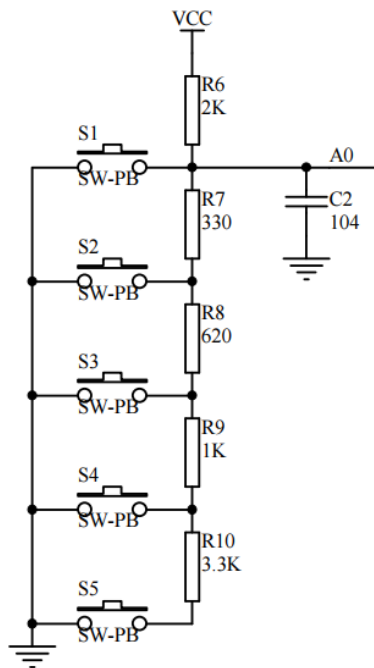 VCC
R6
2K
S1
SW-PB
A0
R7
330
C2
104
S2
SW-PB
R8
620
S3
SW-PB
R9
1K
S4
SW-PB
R10
3.3K
S5
SW-PB